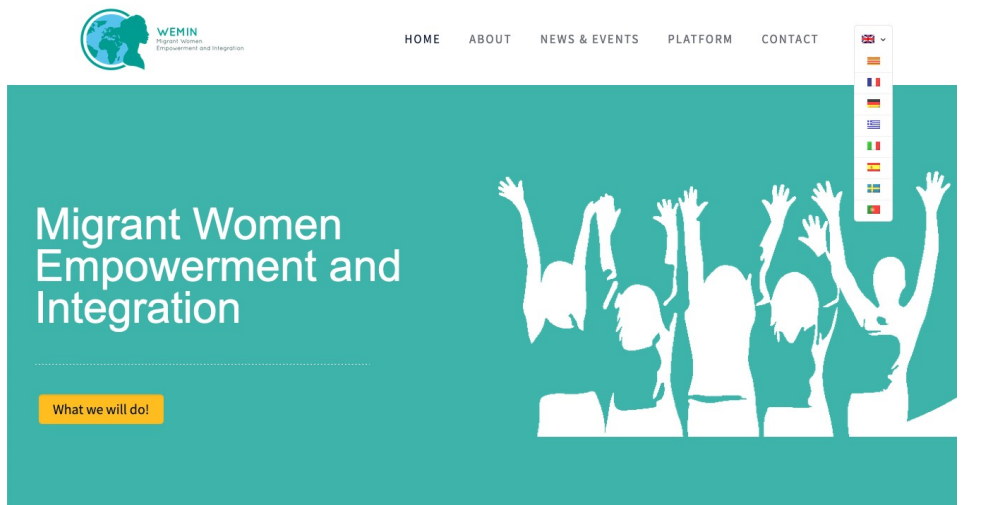 WEMIN
Migrant Women
Empowerment and Integration
HOME ABOUT NEWS & EVENTS PLATFORM CONTACT
Migrant Women
Empowerment and
Integration
What we will do!